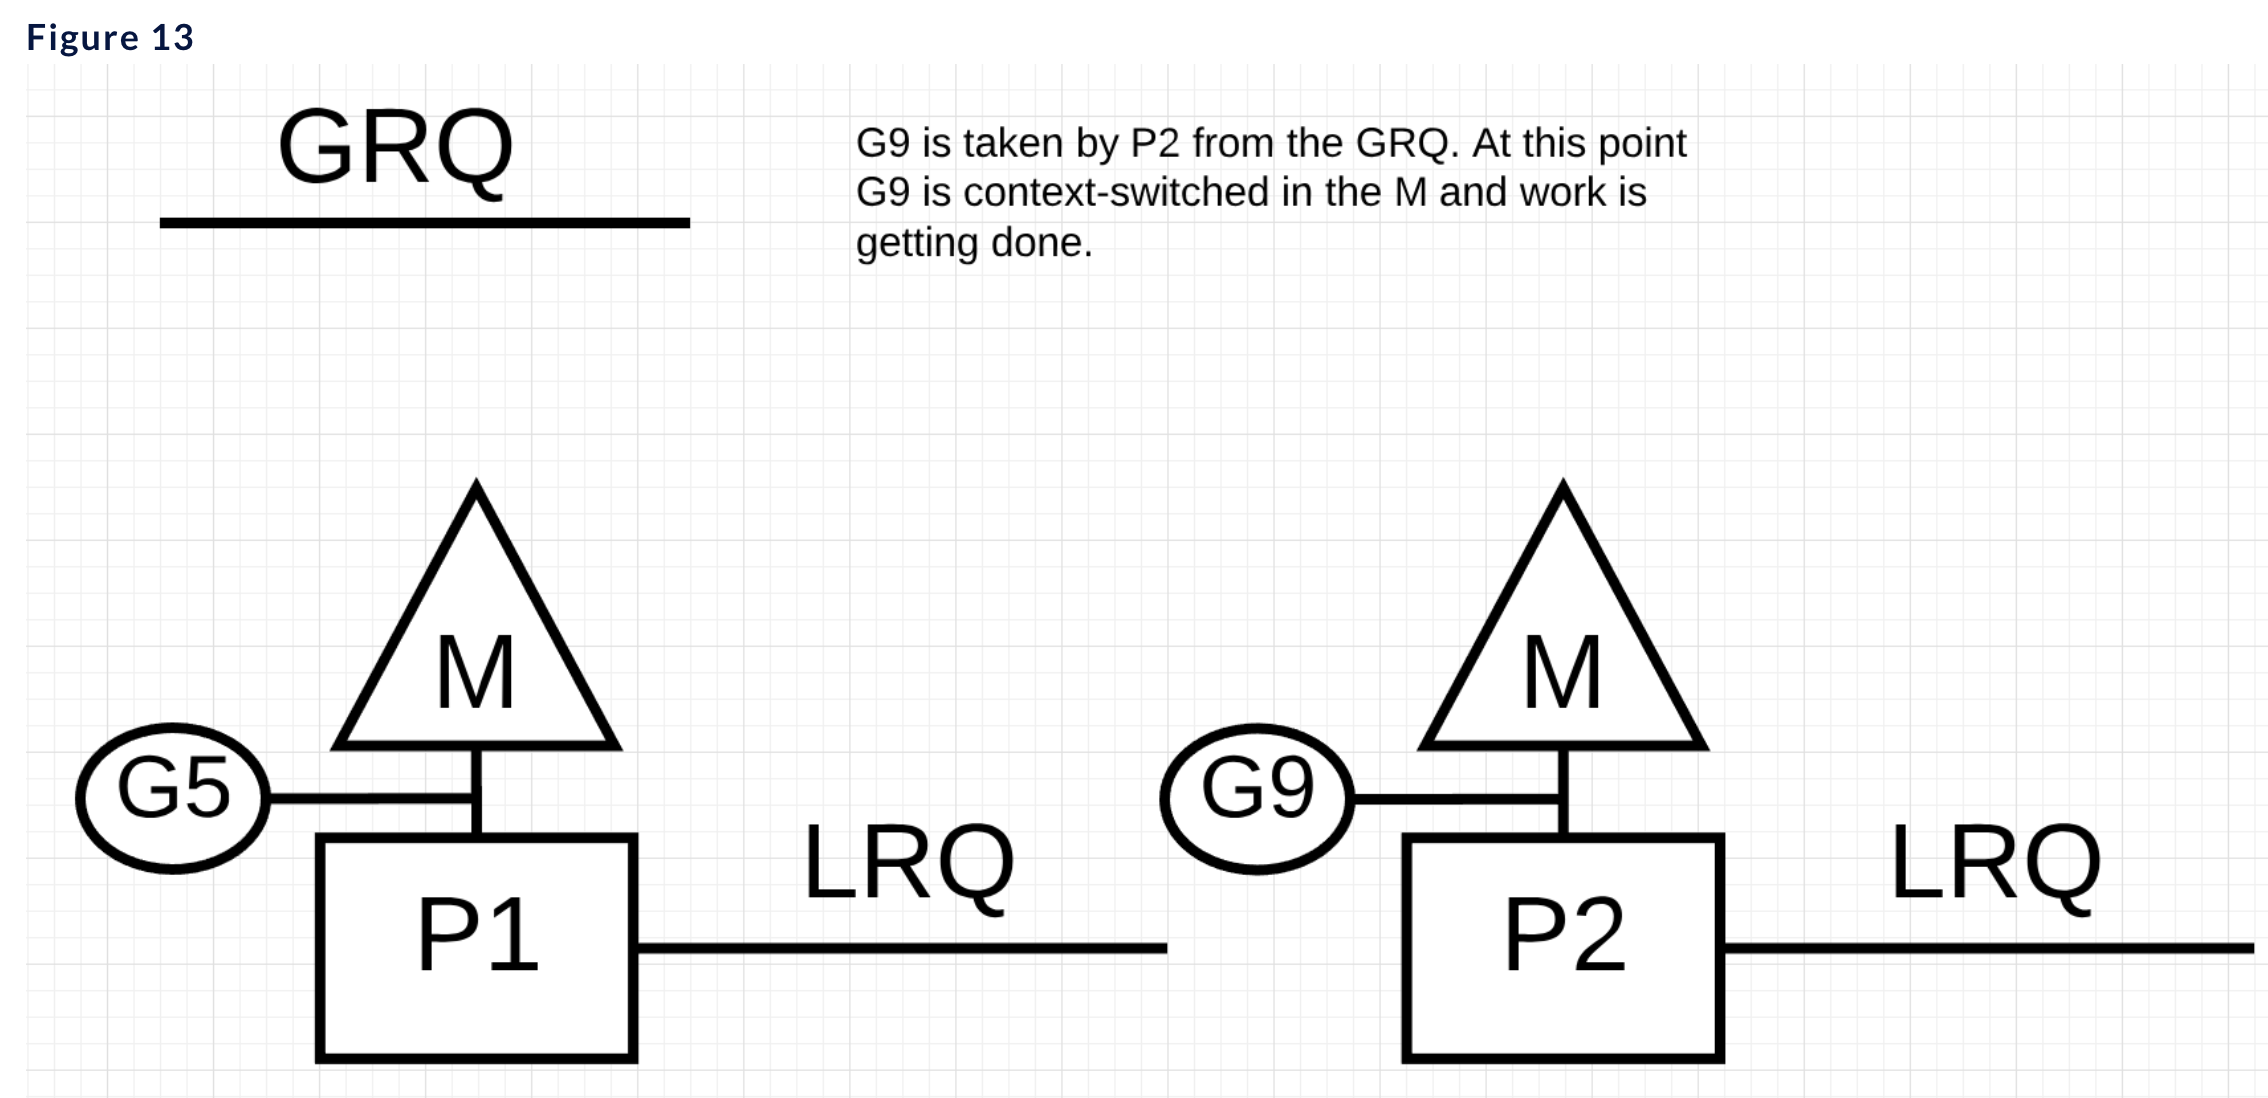 Figure 13
GRQ
G9 is taken by P2 from the GRQ. At this point
G9 is context-switched in the M and work is
getting done.
M
M
G5
G9
LRQ
LRQ
P1
P2